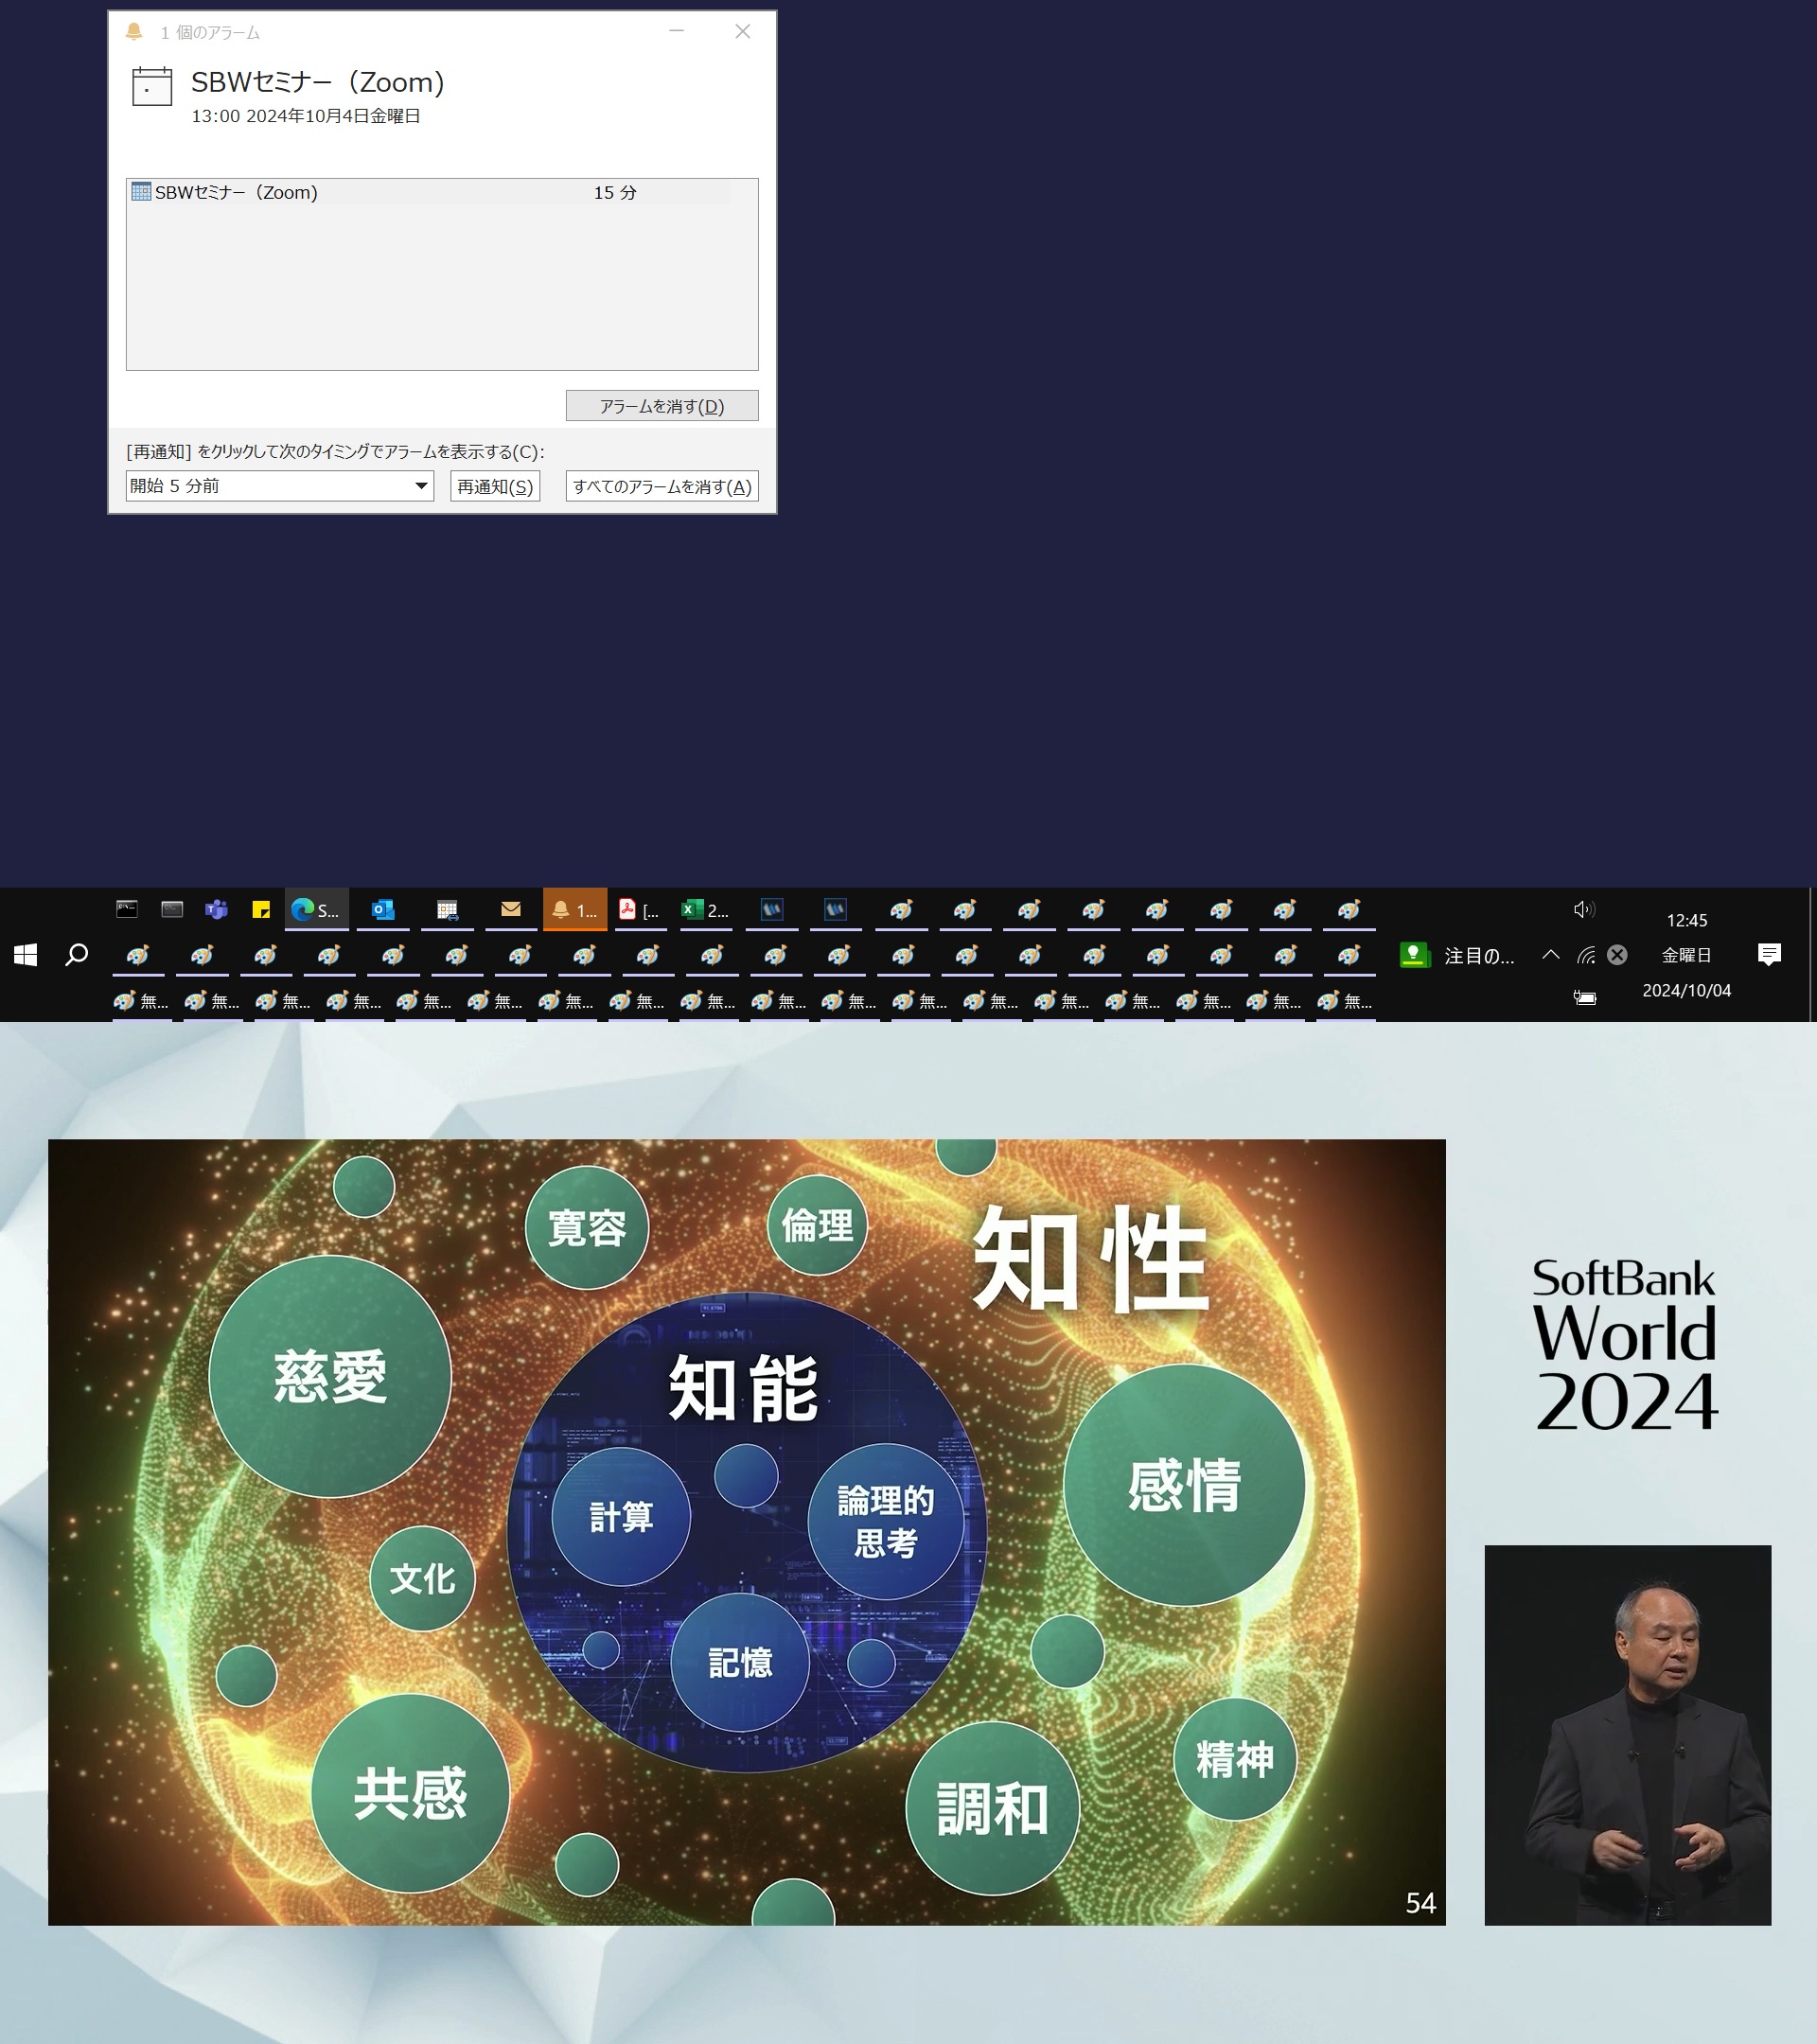 1 個のアラーム
SBWセミナー（Zoom）
13:00 2024年10月4日金曜日
SBWセミナー（Zoom） 15 分
アラームを消す(D)
[再通知] をクリックして次のタイミングでアラームを表示する(C):
開始 5 分前
再通知(S)
すべてのアラームを消す(A)
S...
1...
[...
2...
無... 無... 無... 無... 無... 無... 無... 無... 無... 無... 無... 無... 無... 無... 無... 無... 無... 無...
注目の...
12:45
金曜日
2024/10/04
知性
寛容
倫理
慈愛
知能
計算
論理的
思考
記憶
感情
文化
共感
調和
精神
54
SoftBank
World
2024